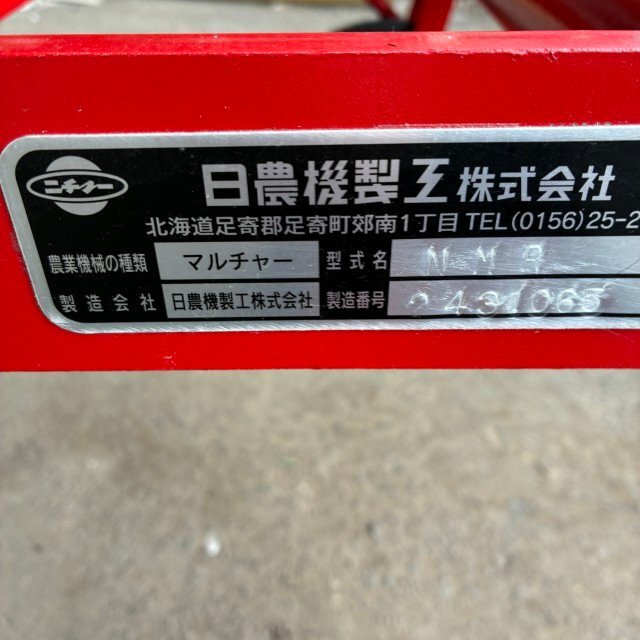 ニチノー
日農機製工株式会社
北海道足寄郡足寄町郊南1丁目 TEL(0156)25-2
農業機械の種類 マルチャー 型式名 NMR
製造会社 日農機製工株式会社 製造番号 2431065